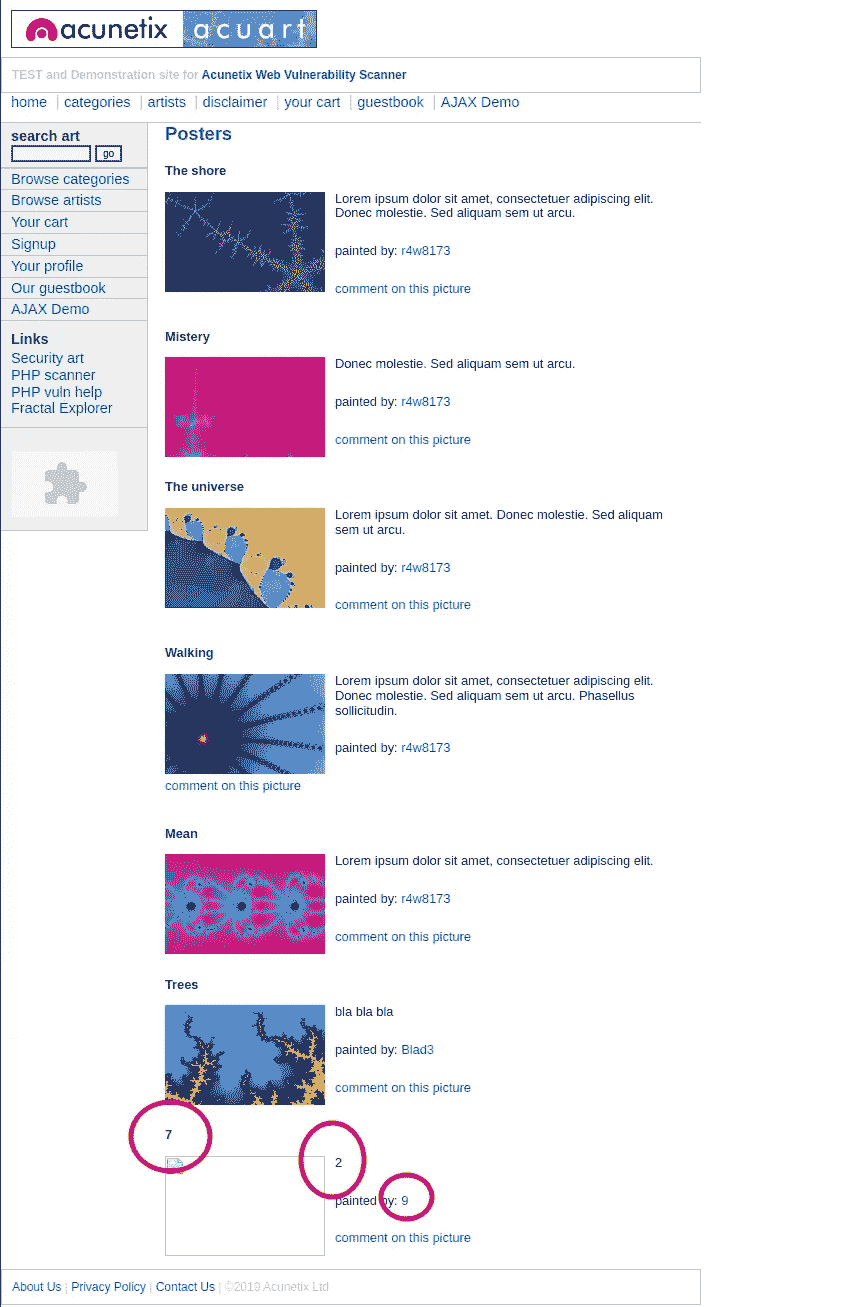 acunetix acuart
TEST and Demonstration site for Acunetix Web Vulnerability Scanner
home | categories | artists | disclaimer | your cart | guestbook | AJAX Demo
search art
go
Browse categories
Browse artists
Your cart
Signup
Your profile
Our guestbook
AJAX Demo
Links
Security art
PHP scanner
PHP vuln help
Fractal Explorer
Posters
The shore
Lorem ipsum dolor sit amet, consectetuer adipiscing elit.
Donec molestie. Sed aliquam sem ut arcu.
painted by: r4w8173
comment on this picture
Mistery
Donec molestie. Sed aliquam sem ut arcu.
painted by: r4w8173
comment on this picture
The universe
Lorem ipsum dolor sit amet. Donec molestie. Sed aliquam
sem ut arcu.
painted by: r4w8173
comment on this picture
Walking
Lorem ipsum dolor sit amet, consectetuer adipiscing elit.
Donec molestie. Sed aliquam sem ut arcu. Phasellus
sollicitudin.
painted by: r4w8173
comment on this picture
Mean
Lorem ipsum dolor sit amet, consectetuer adipiscing elit.
painted by: r4w8173
comment on this picture
Trees
bla bla bla
painted by: Blad3
comment on this picture
7
2
painted by: 9
comment on this picture
About Us | Privacy Policy | Contact Us | ©2019 Acunetix Ltd